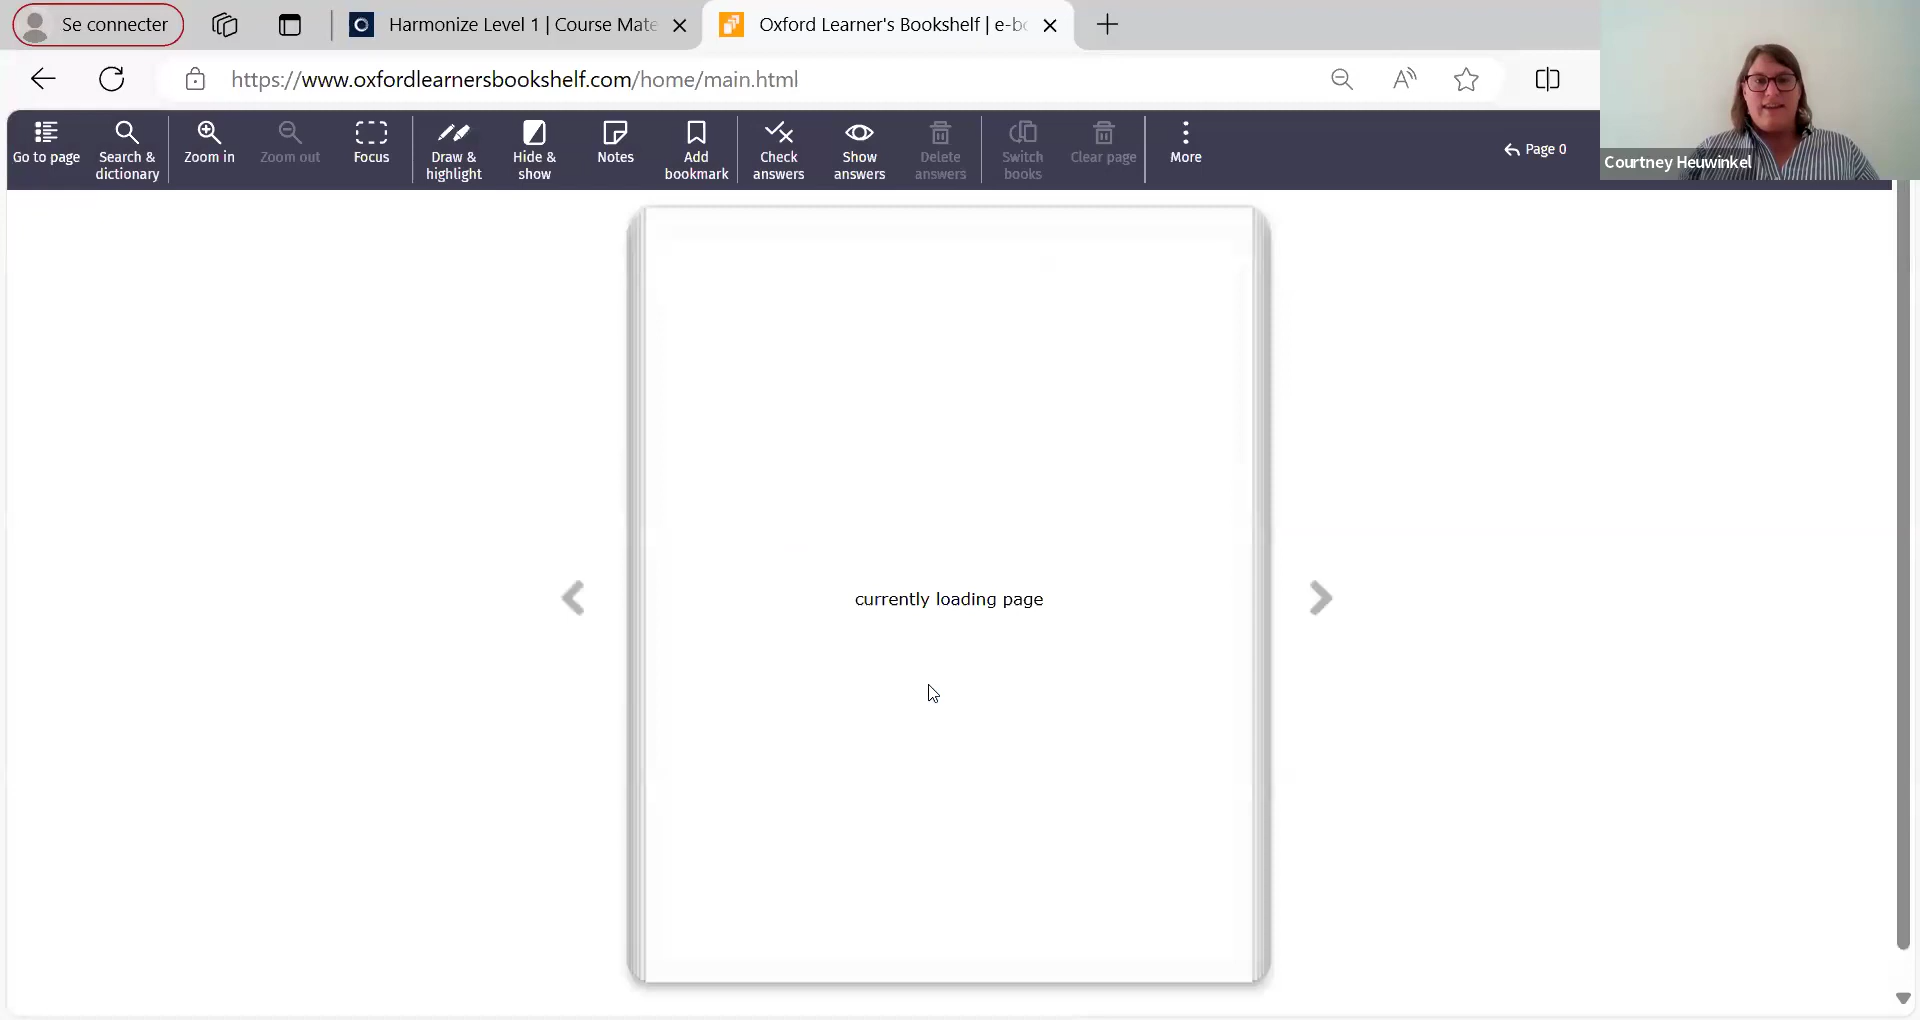 Se connecter
Harmonize Level 1 | Course Mate
Oxford Learner's Bookshelf | e-bo
https://www.oxfordlearnersbookshelf.com/home/main.html
Go to page
Search & dictionary
Zoom in
Zoom out
Focus
Draw & highlight
Hide & show
Notes
Add bookmark
Check answers
Show answers
Delete answers
Switch books
Clear page
More
Page 0
Courtney Heuwinkel
currently loading page